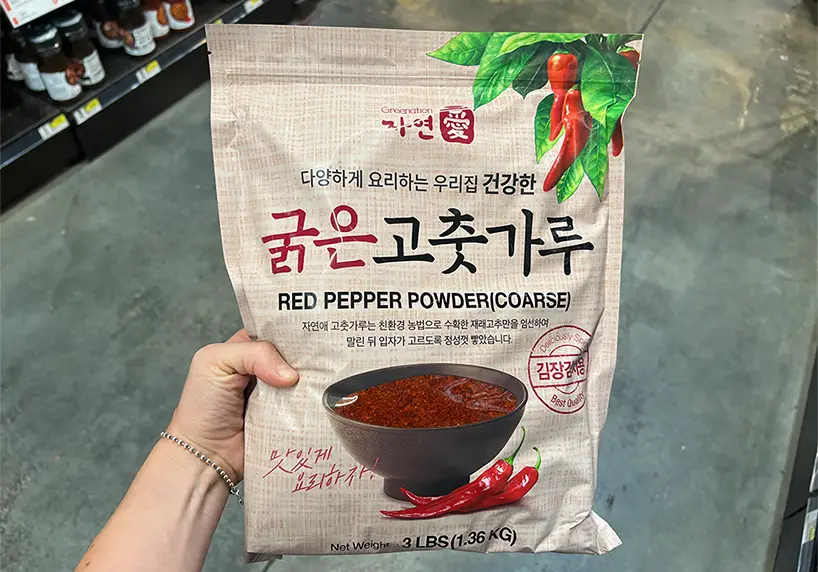 Greenation
자연愛
다양하게 요리하는 우리집 건강한
굵은고춧가루
RED PEPPER POWDER(COARSE)
자연애 고춧가루는 친환경 농법으로 수확한 재래고추만을 엄선하여
말린 뒤 입자가 고르도록 정성껏 빻았습니다.
Deliciously
김장김치용
Best Quality
맛있게
요리하자!
Net Weight 3 LBS(1.36 KG)